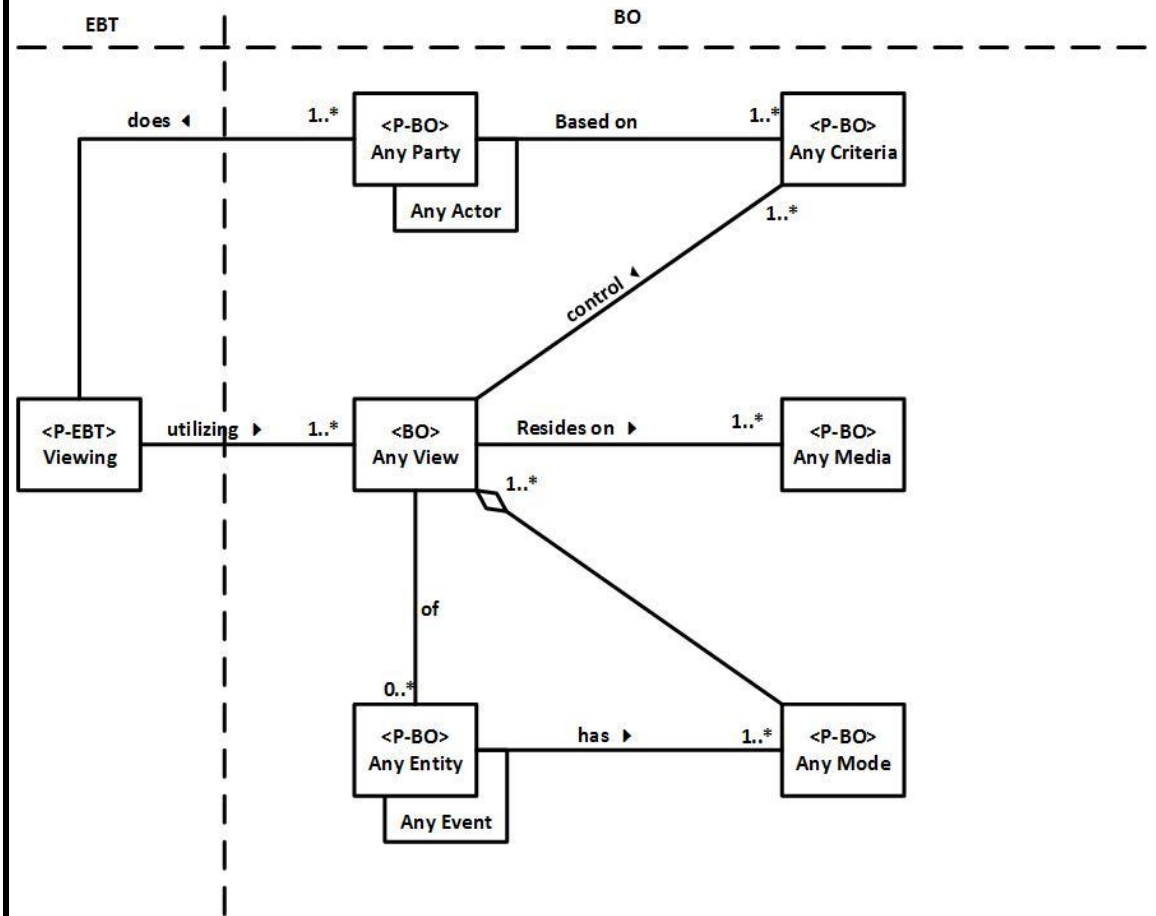 EBT
BO
does ◄
1..*
<P-BO>
Any Party
Based on
1..*
<P-BO>
Any Criteria
Any Actor
1..*
control ◄
<P-EBT>
Viewing
utilizing ►
1..*
<BO>
Any View
Resides on ►
1..*
<P-BO>
Any Media
1..*
of
0..*
<P-BO>
Any Entity
has ►
1..*
<P-BO>
Any Mode
Any Event